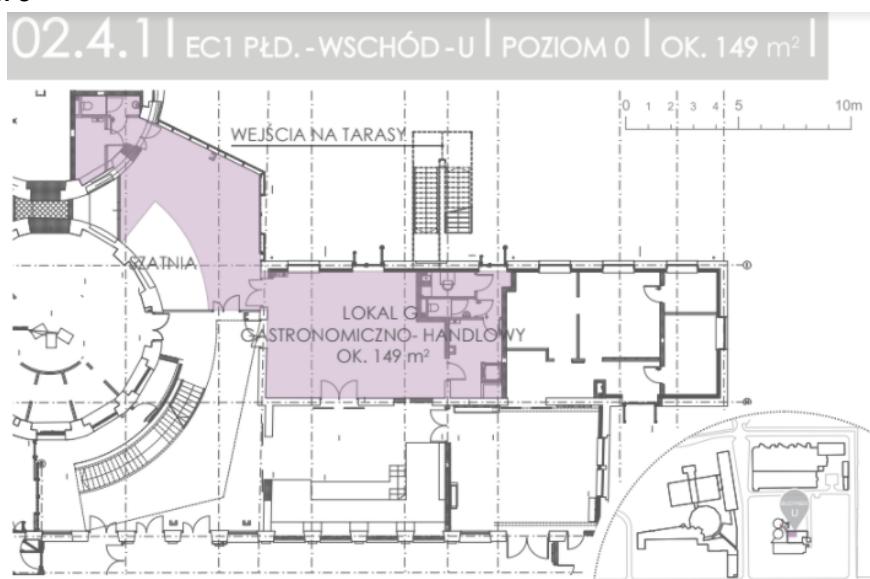 02.4.1 | EC1 PŁD. - WSCHÓD - U | POZIOM 0 | OK. 149 m² |
0 1 2 3 4 5 10m
WEJŚCIA NA TARASY
SZATNIA
LOKAL G
GASTRONOMICZNO- HANDLOWY
OK. 149 m²
U